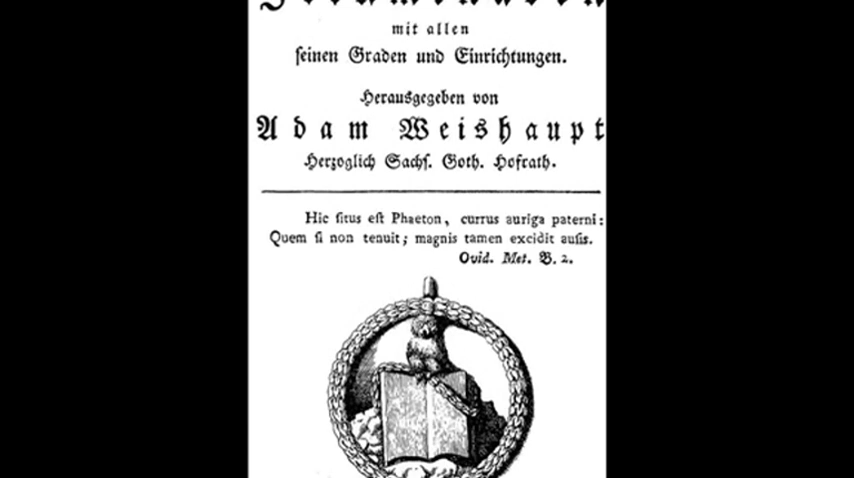 mit allen
seinen Graden und Einrichtungen.
Herausgegeben von
Adam Weishaupt
Herzoglich Sachs. Goth. Hofrath.
Hic situs est Phaeton, currus auriga paterni:
Quem si non tenuit; magnis tamen excidit ausis.
Ovid. Met. B. 2.